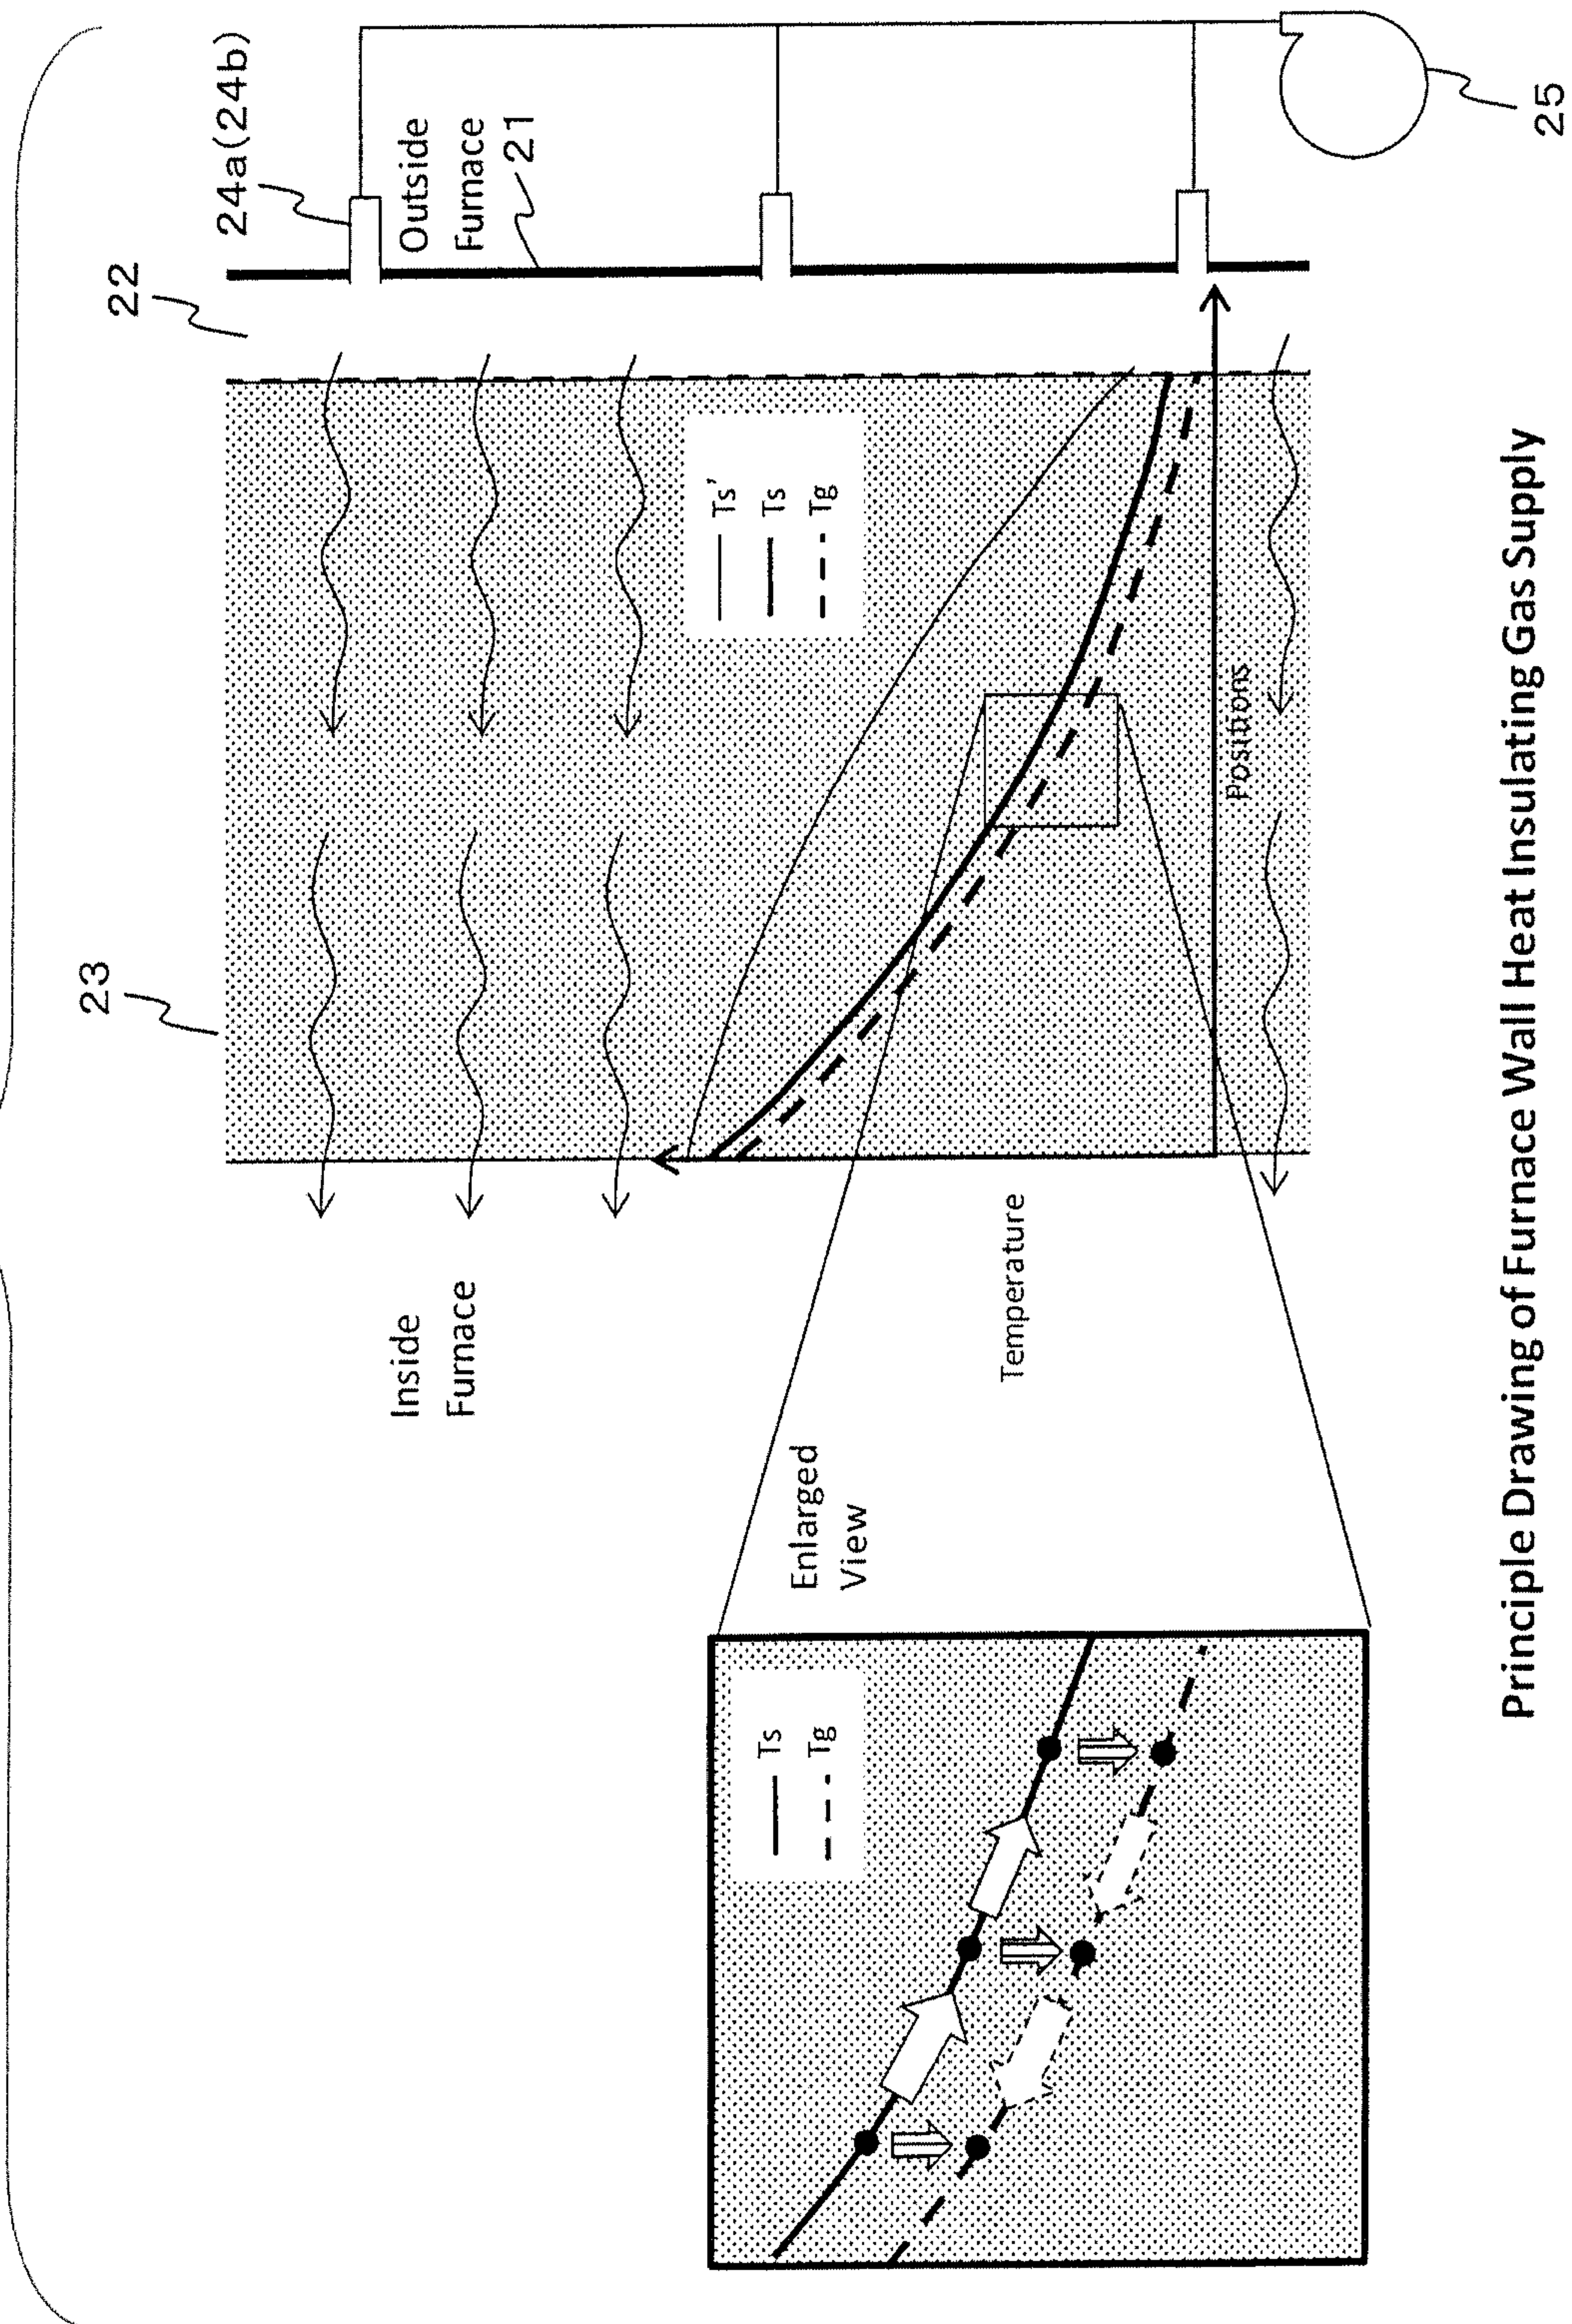 23
22
24a(24b)
Inside
Furnace
Outside
Furnace
21
Ts'
Ts
Tg
Enlarged
View
Temperature
Positions
Ts
Tg
25
Principle Drawing of Furnace Wall Heat Insulating Gas Supply